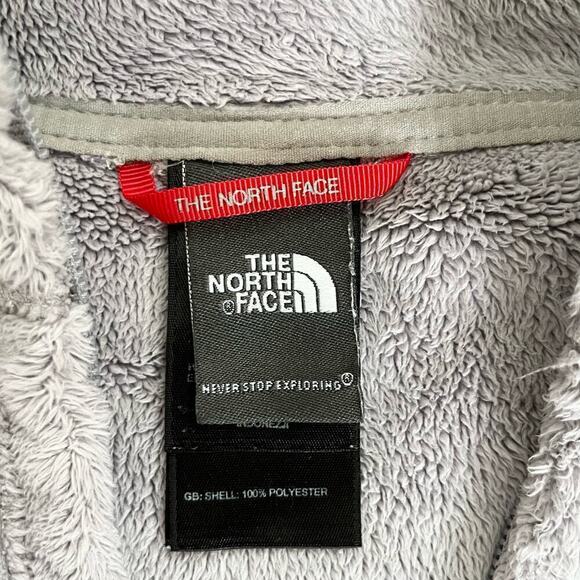 THE NORTH FACE
THE
NORTH
®FACE
NEVER STOP EXPLORING®
GB: SHELL: 100% POLYESTER